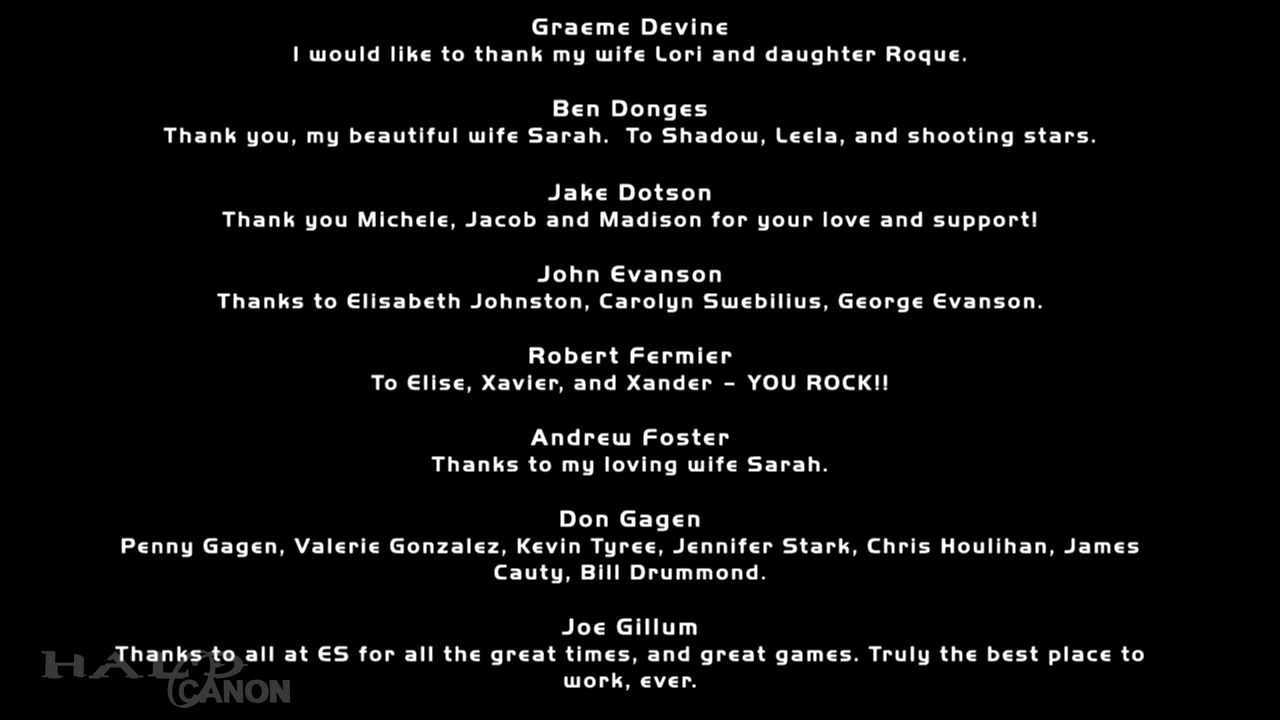 Graeme Devine
I would like to thank my wife Lori and daughter Roque.
Ben Donges
Thank you, my beautiful wife Sarah.  To Shadow, Leela, and shooting stars.
Jake Dotson
Thank you Michele, Jacob and Madison for your love and support!
John Evanson
Thanks to Elisabeth Johnston, Carolyn Swebilius, George Evanson.
Robert Fermier
To Elise, Xavier, and Xander – YOU ROCK!!
Andrew Foster
Thanks to my loving wife Sarah.
Don Gagen
Penny Gagen, Valerie Gonzalez, Kevin Tyree, Jennifer Stark, Chris Houlihan, James
Cauty, Bill Drummond.
Joe Gillum
Thanks to all at ES for all the great times, and great games. Truly the best place to
work, ever.
HALO
CANON